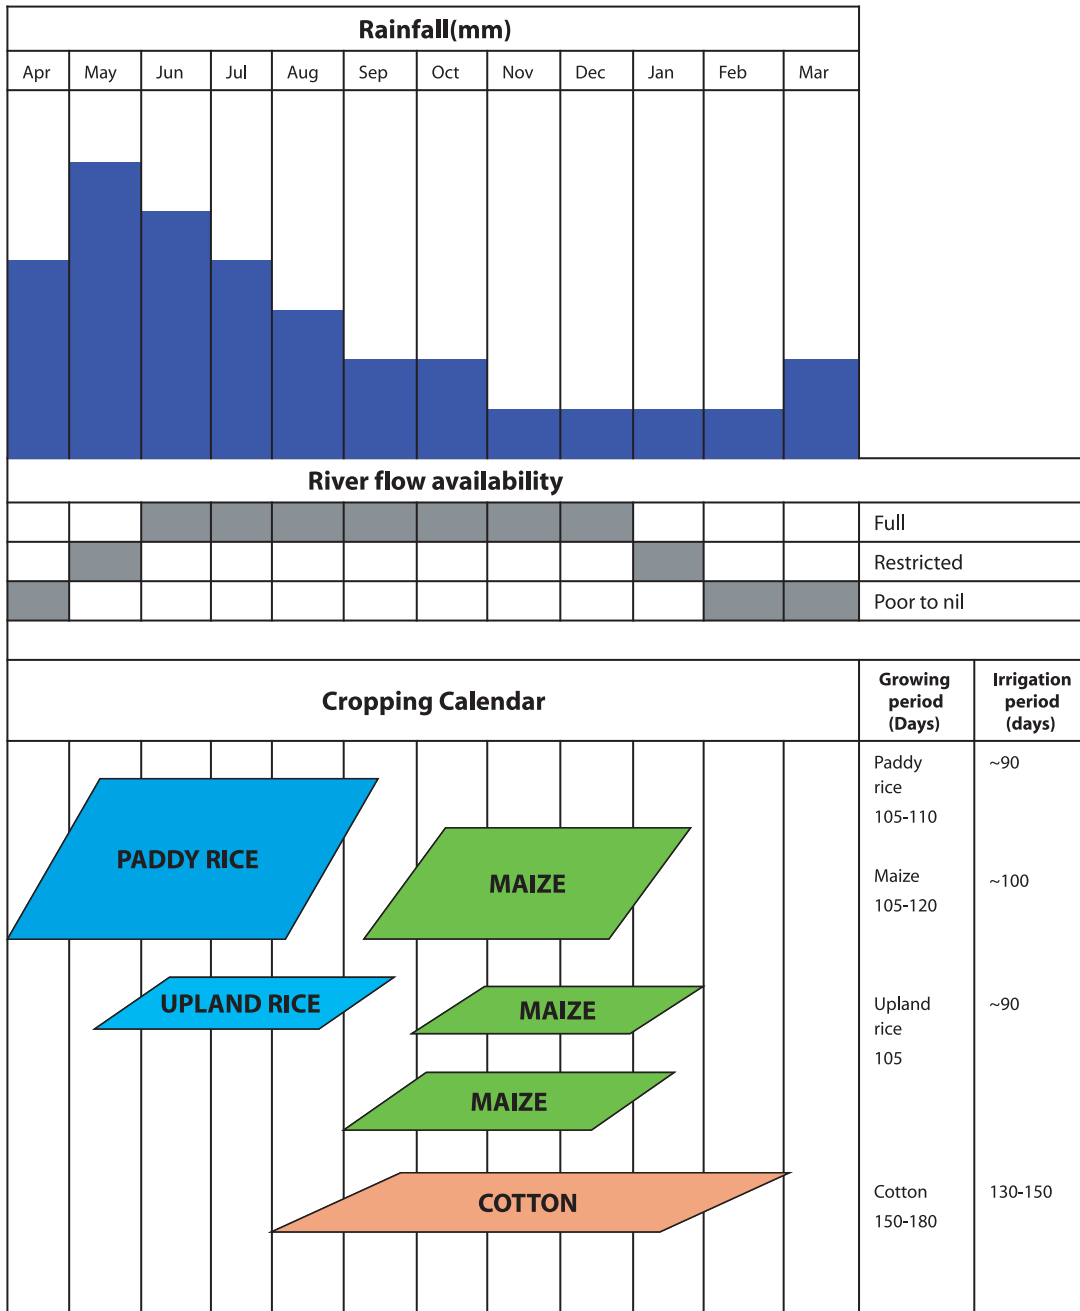 Rainfall(mm)
Apr May Jun Jul Aug Sep Oct Nov Dec Jan Feb Mar
River flow availability
Full
Restricted
Poor to nil
Cropping Calendar
Growing
period
(Days)
Irrigation
period
(days)
Paddy
rice
105-110
~90
PADDY RICE
MAIZE
Maize
105-120
~100
UPLAND RICE
MAIZE
Upland
rice
105
~90
MAIZE
COTTON
Cotton
150-180
130-150